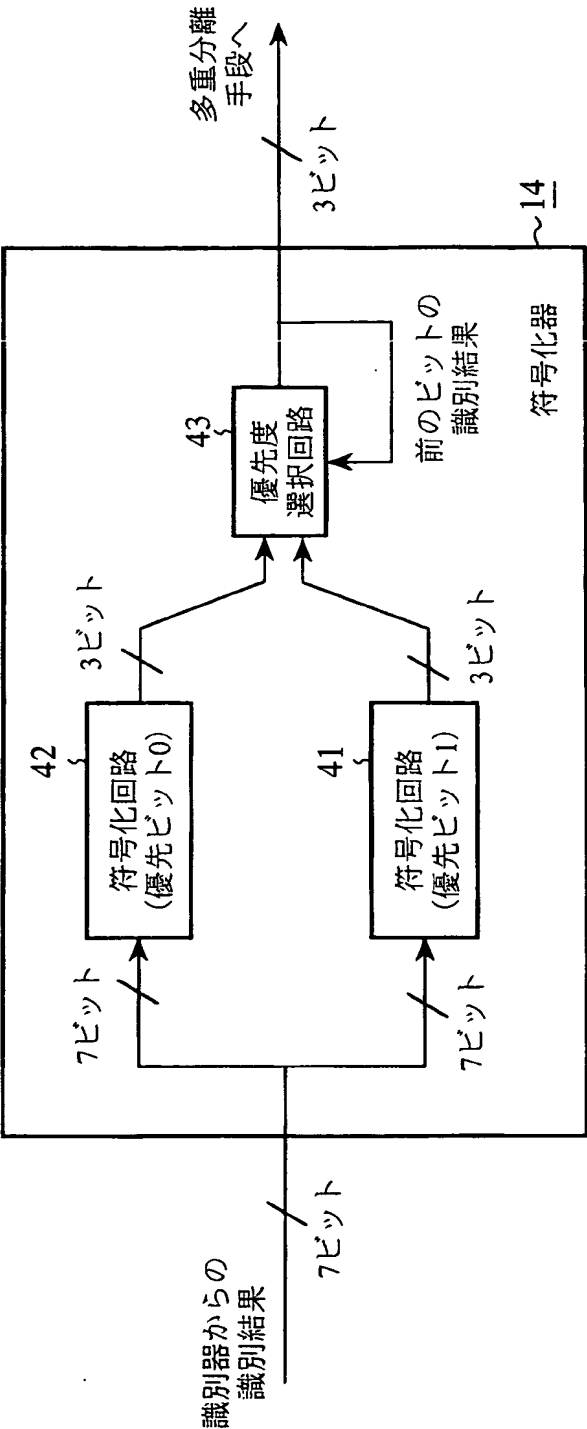 識別器からの
識別結果
7ビット
7ビット
7ビット
42
符号化回路
(優先ビット0)
3ビット
41
符号化回路
(優先ビット1)
3ビット
43
優先度
選択回路
前のビットの
識別結果
符号化器
14
3ビット
多重分離
手段へ